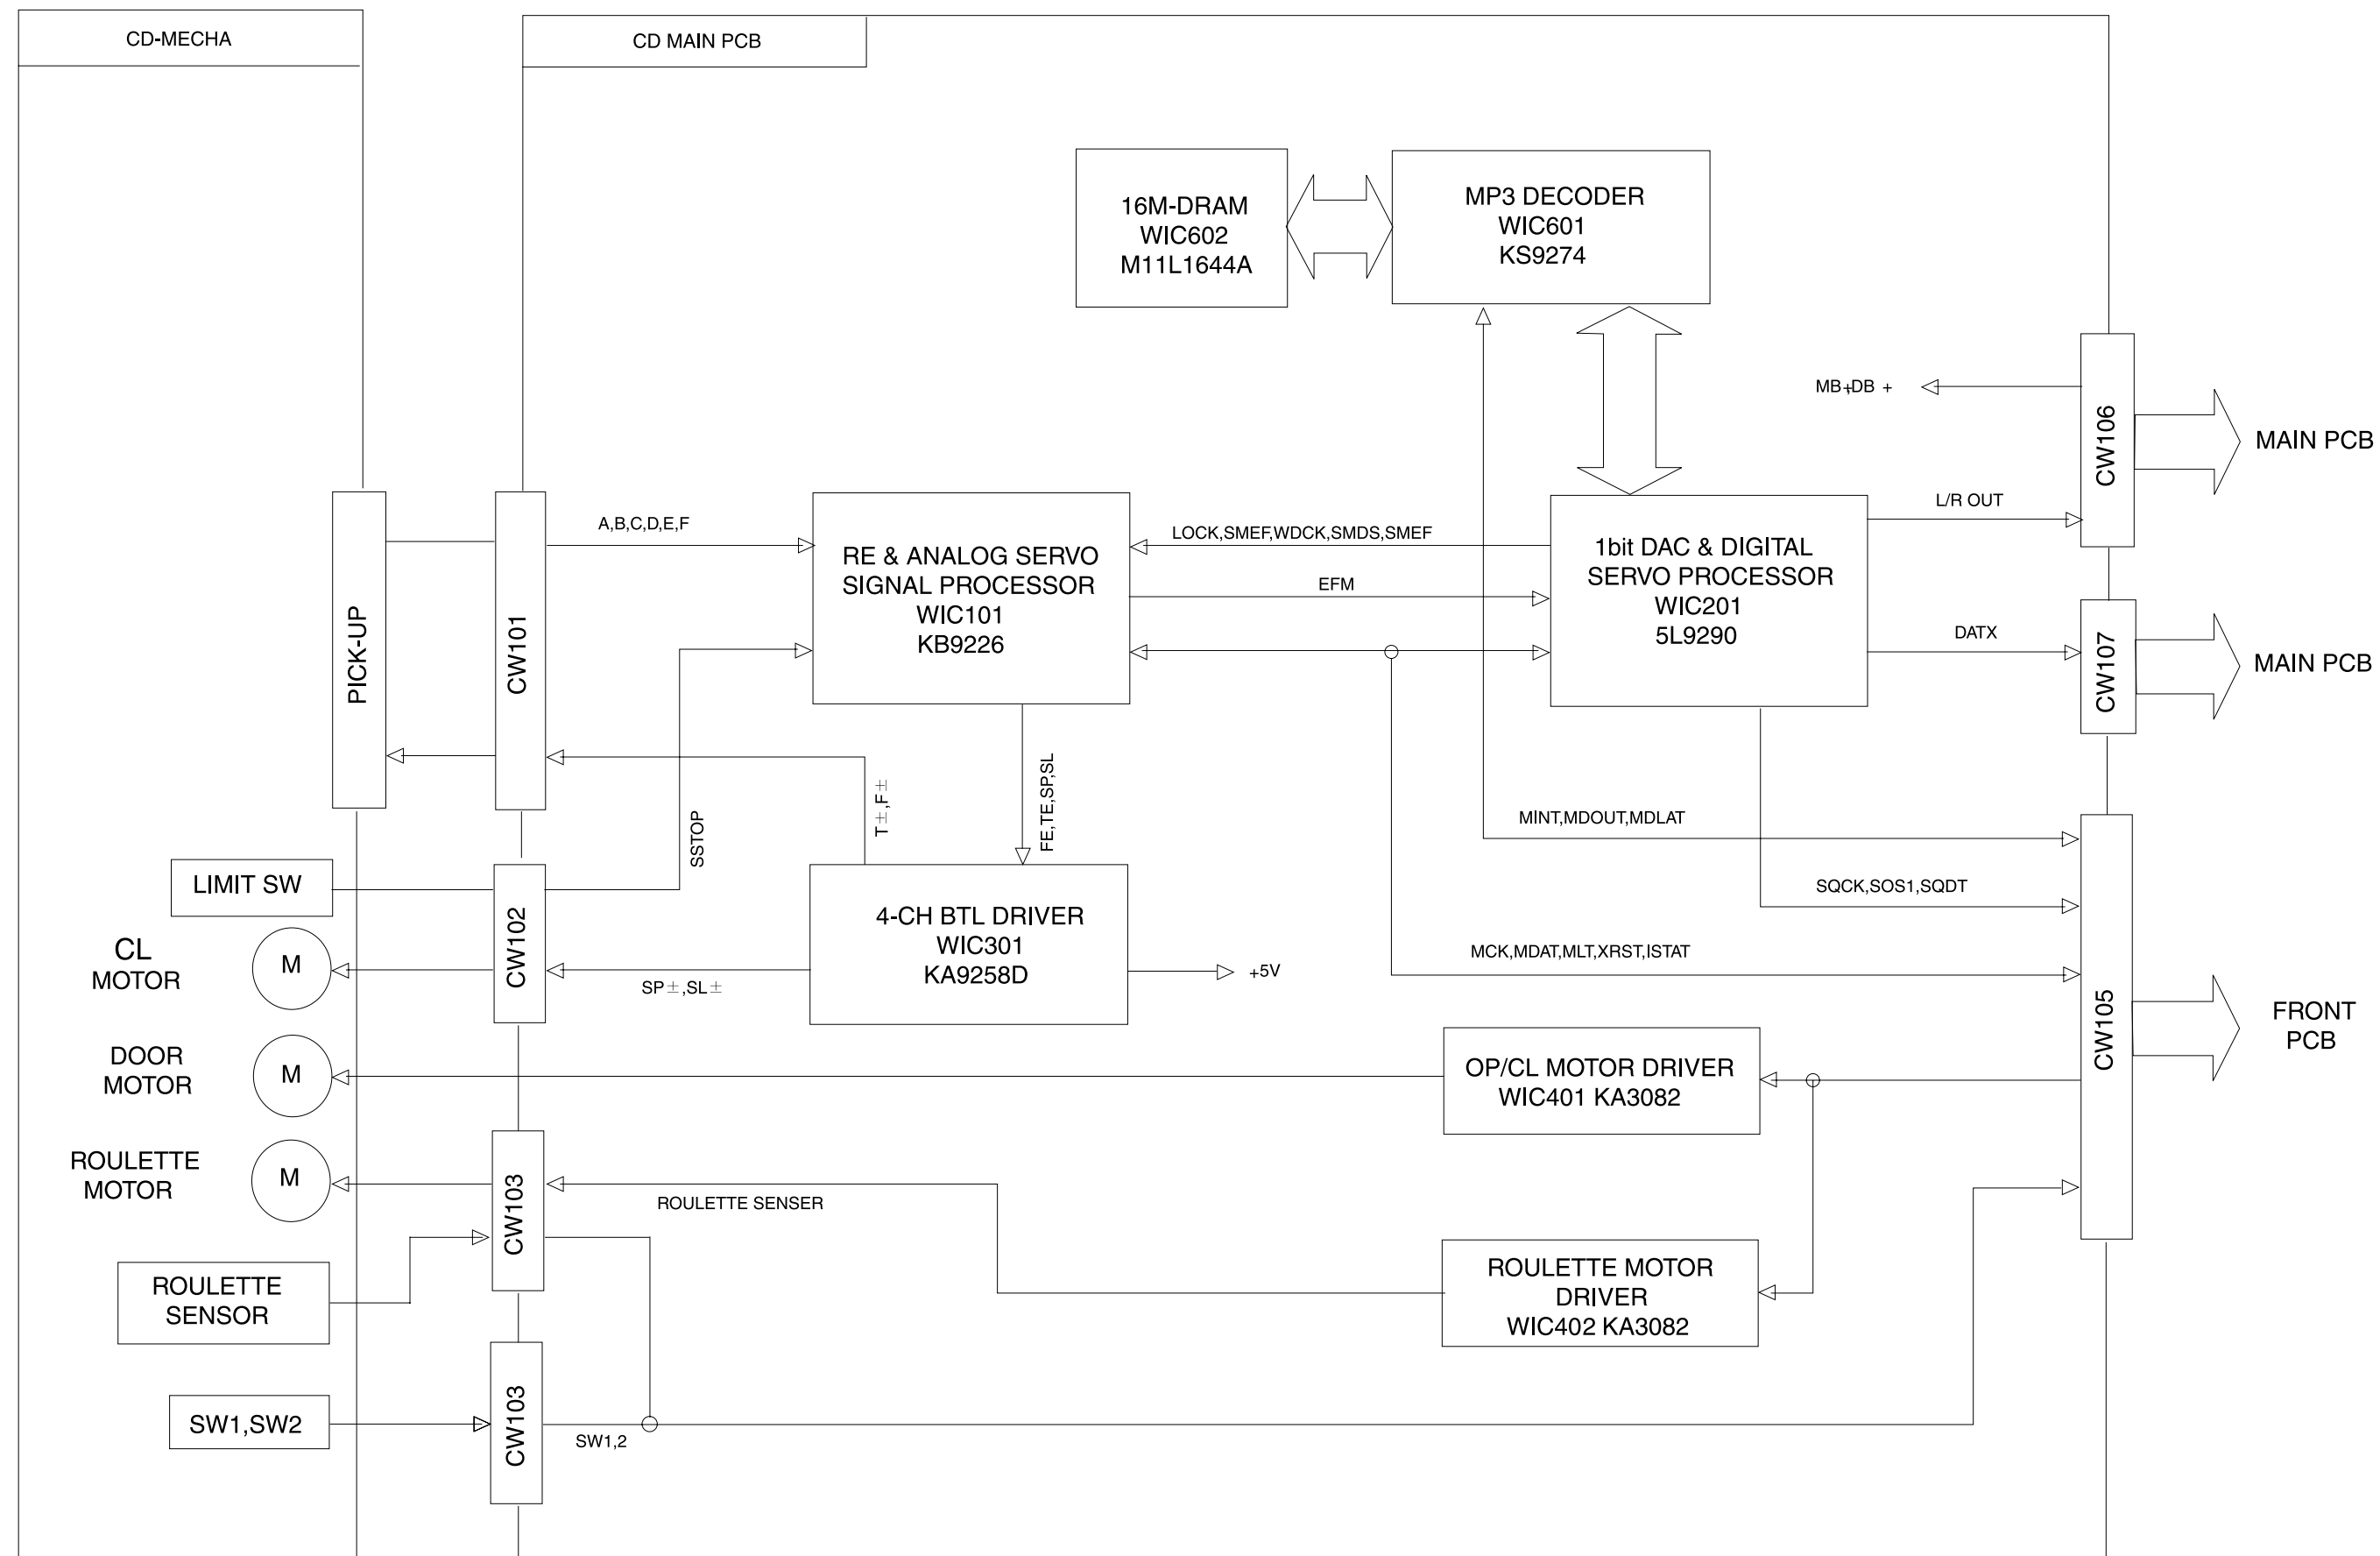 CD-MECHA
CD MAIN PCB
16M-DRAM
WIC602
M11L1644A
MP3 DECODER
WIC601
KS9274
MB+,DB +
CW106
MAIN PCB
L/R OUT
A,B,C,D,E,F
LOCK,SMEF,WDCK,SMDS,SMEF
RE & ANALOG SERVO
SIGNAL PROCESSOR
WIC101
KB9226
EFM
1bit DAC & DIGITAL
SERVO PROCESSOR
WIC201
5L9290
DATX
PICK-UP
CW101
CW107
MAIN PCB
SSTOP
T±,F±
FE,TE,SP,SL
MINT,MDOUT,MDLAT
LIMIT SW
SQCK,SOS1,SQDT
CW102
4-CH BTL DRIVER
WIC301
KA9258D
MCK,MDAT,MLT,XRST,ISTAT
CL
MOTOR
M
SP±,SL±
+5V
CW105
FRONT
PCB
DOOR
MOTOR
M
OP/CL MOTOR DRIVER
WIC401 KA3082
ROULETTE
MOTOR
M
CW103
ROULETTE SENSER
ROULETTE
SENSOR
ROULETTE MOTOR
DRIVER
WIC402 KA3082
SW1,SW2
CW103
SW1,2